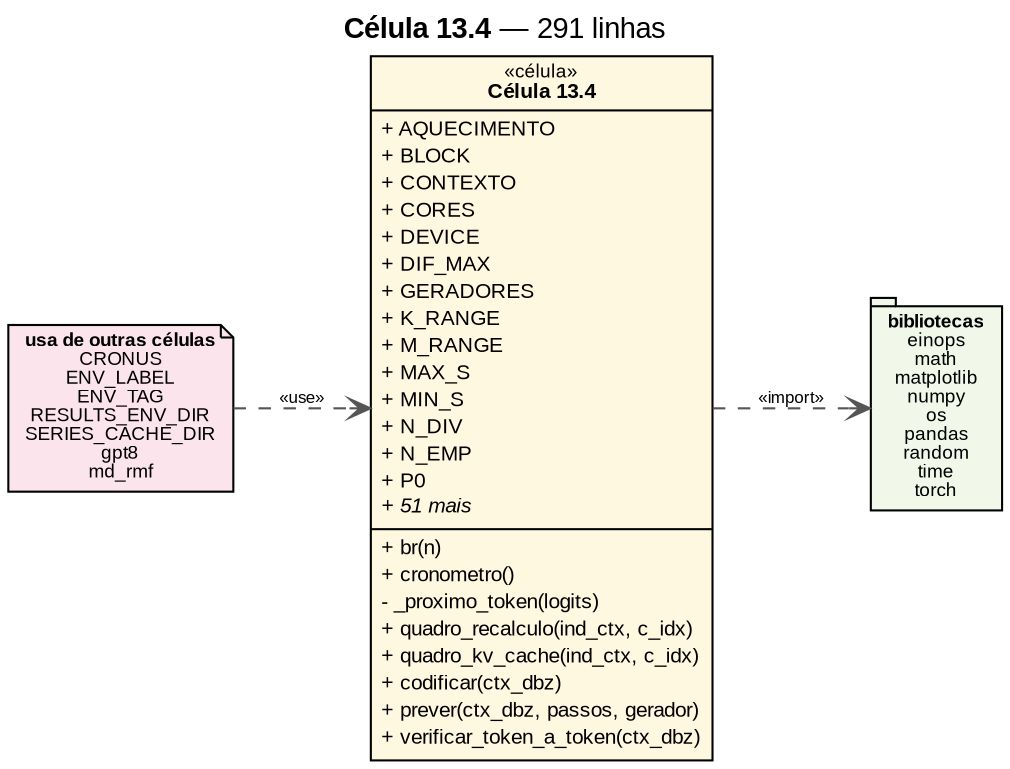 Célula 13.4 — 291 linhas
«célula»
Célula 13.4
+ AQUECIMENTO
+ BLOCK
+ CONTEXTO
+ CORES
+ DEVICE
+ DIF_MAX
+ GERADORES
+ K_RANGE
+ M_RANGE
+ MAX_S
+ MIN_S
+ N_DIV
+ N_EMP
+ P0
+ 51 mais
+ br(n)
+ cronometro()
- _proximo_token(logits)
+ quadro_recalculo(ind_ctx, c_idx)
+ quadro_kv_cache(ind_ctx, c_idx)
+ codificar(ctx_dbz)
+ prever(ctx_dbz, passos, gerador)
+ verificar_token_a_token(ctx_dbz)
usa de outras células
CRONUS
ENV_LABEL
ENV_TAG
RESULTS_ENV_DIR
SERIES_CACHE_DIR
gpt8
md_rmf
«use»
«import»
bibliotecas
einops
math
matplotlib
numpy
os
pandas
random
time
torch